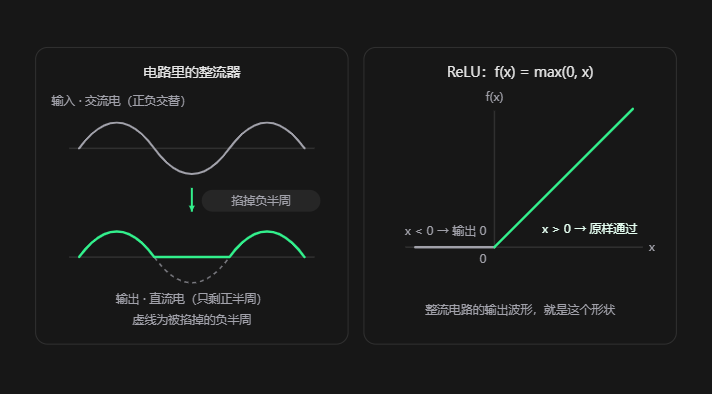 电路里的整流器
输入 · 交流电（正负交替）
掐掉负半周
输出 · 直流电（只剩正半周）
虚线为被掐掉的负半周
ReLU：f(x) = max(0, x)
f(x)
x < 0 → 输出 0
x > 0 → 原样通过
x
0
整流电路的输出波形，就是这个形状